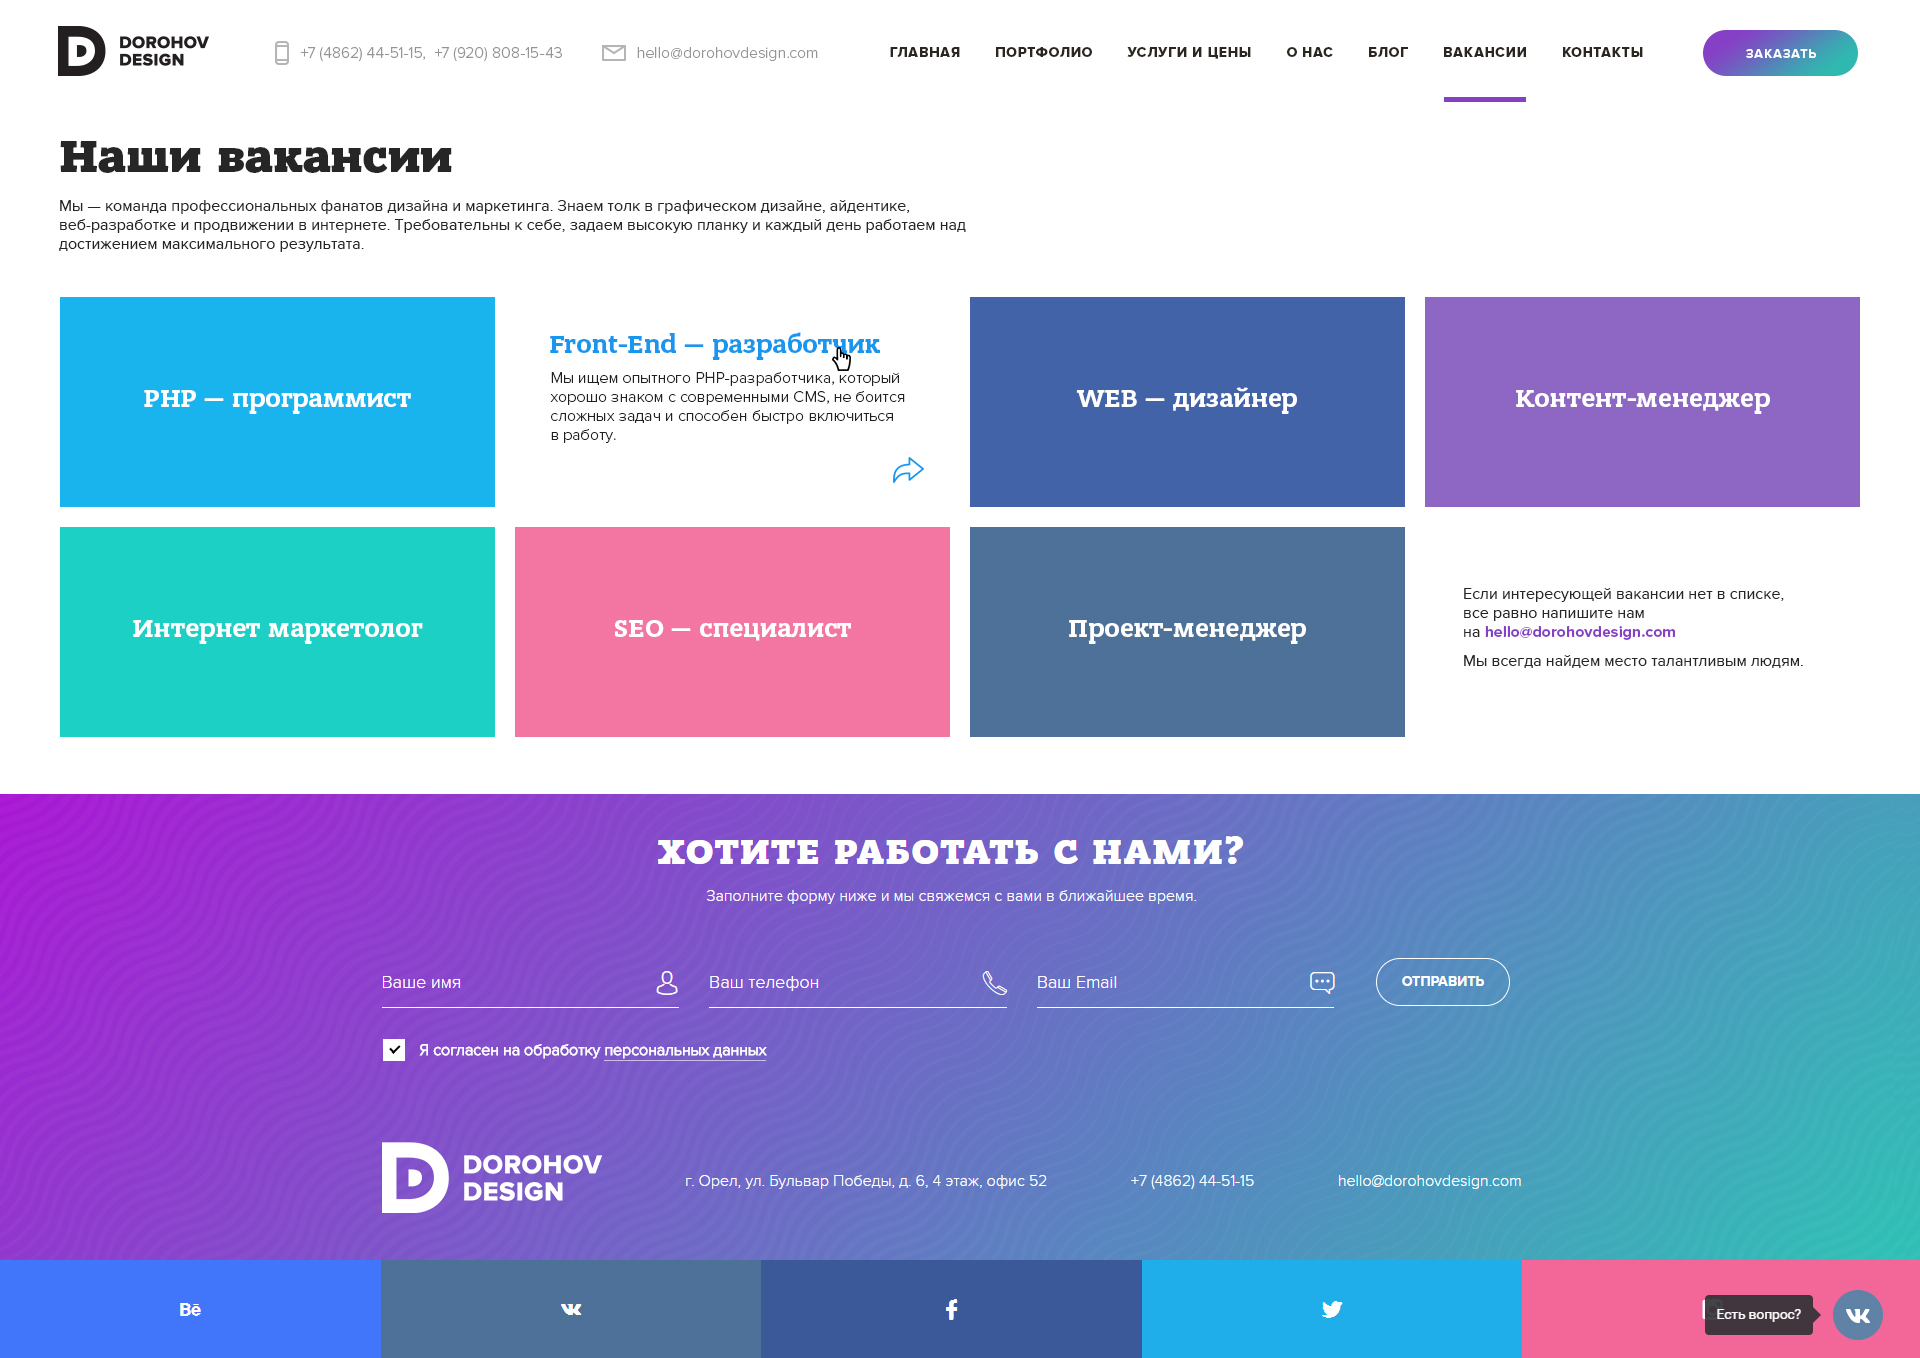 DOROHOV
DESIGN
+7 (4862) 44-51-15, +7 (920) 808-15-43
hello@dorohovdesign.com
ГЛАВНАЯ ПОРТФОЛИО УСЛУГИ И ЦЕНЫ О НАС БЛОГ ВАКАНСИИ КОНТАКТЫ
ЗАКАЗАТЬ
Наши вакансии
Мы — команда профессиональных фанатов дизайна и маркетинга. Знаем толк в графическом дизайне, айдентике,
веб-разработке и продвижении в интернете. Требовательны к себе, задаем высокую планку и каждый день работаем над
достижением максимального результата.
PHP — программист
Front-End — разработчик
Мы ищем опытного PHP-разработчика, который
хорошо знаком с современными CMS, не боится
сложных задач и способен быстро включиться
в работу.
WEB — дизайнер
Контент-менеджер
Интернет маркетолог
SEO — специалист
Проект-менеджер
Если интересующей вакансии нет в списке,
все равно напишите нам
на hello@dorohovdesign.com
Мы всегда найдем место талантливым людям.
ХОТИТЕ РАБОТАТЬ С НАМИ?
Заполните форму ниже и мы свяжемся с вами в ближайшее время.
Ваше имя
Ваш телефон
Ваш Email
ОТПРАВИТЬ
Я согласен на обработку персональных данных
DOROHOV
DESIGN
г. Орел, ул. Бульвар Победы, д. 6, 4 этаж, офис 52
+7 (4862) 44-51-15
hello@dorohovdesign.com
Bē
Есть вопрос?